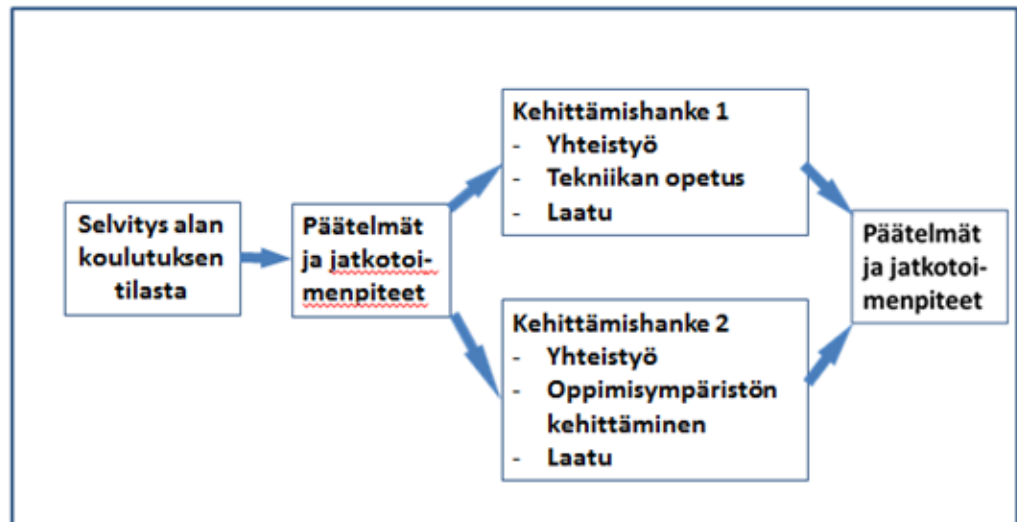 Selvitys alan
koulutuksen
tilasta
Päätelmät
ja jatkotoi-
menpiteet
Kehittämishanke 1
- Yhteistyö
- Tekniikan opetus
- Laatu
Kehittämishanke 2
- Yhteistyö
- Oppimisympäristön
kehittäminen
- Laatu
Päätelmät
ja jatkotoi-
menpiteet